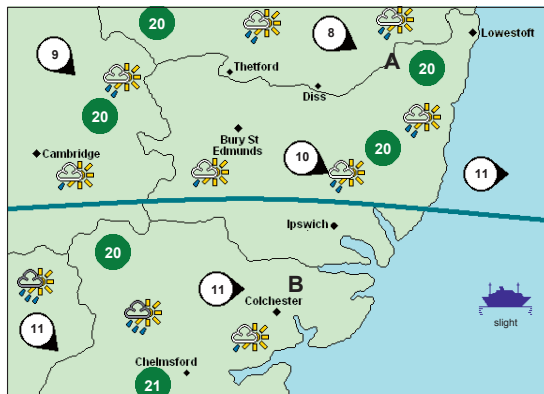 20
8
Lowestoft
9
A
20
Thetford
Diss
20
Bury St
Edmunds
20
Cambridge
10
11
Ipswich
20
B
11
Colchester
11
slight
Chelmsford
21